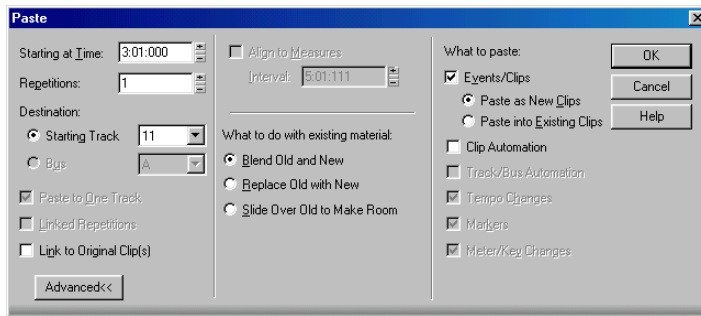 Paste
Starting at Time: 3:01:000
Repetitions: 1
Destination:
Starting Track 11
Bus A
Paste to One Track
Linked Repetitions
Link to Original Clip(s)
Advanced<<
Align to Measures
Interval: 5:01:111
What to do with existing material:
Blend Old and New
Replace Old with New
Slide Over Old to Make Room
What to paste:
Events/Clips
Paste as New Clips
Paste into Existing Clips
Clip Automation
Track/Bus Automation
Tempo Changes
Markers
Meter/Key Changes
OK
Cancel
Help